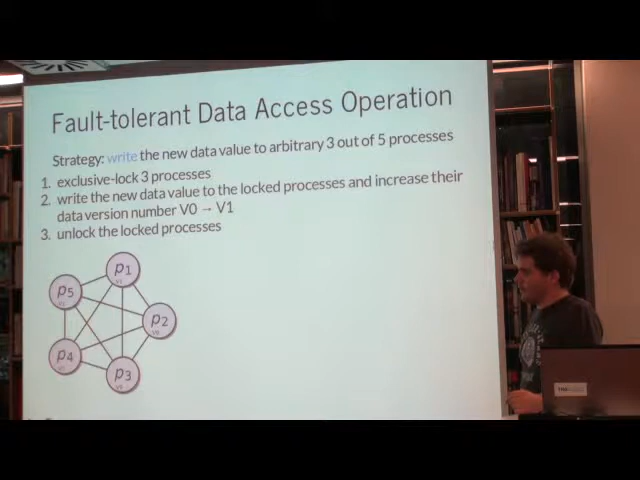 Fault-tolerant Data Access Operation
Strategy: write the new data value to arbitrary 3 out of 5 processes
1. exclusive-lock 3 processes
2. write the new data value to the locked processes and increase their
data version number V0 → V1
3. unlock the locked processes
p1
p5
p2
p4
p3